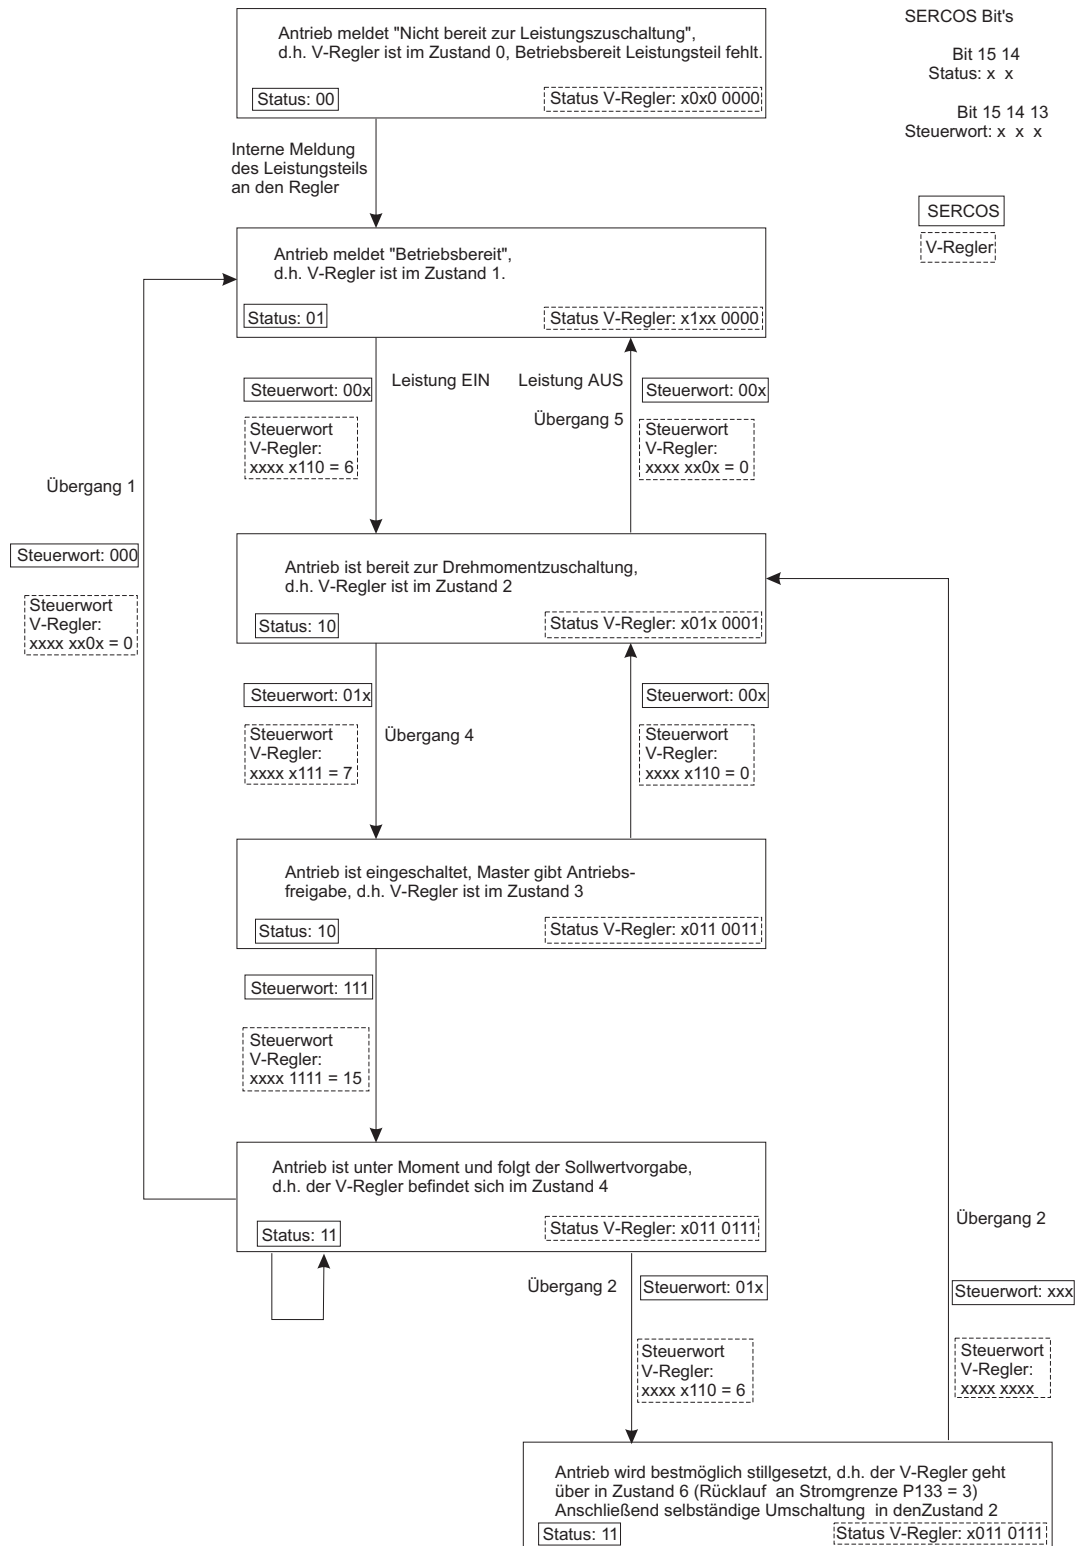 Antrieb meldet "Nicht bereit zur Leistungszuschaltung",
d.h. V-Regler ist im Zustand 0, Betriebsbereit Leistungsteil fehlt.
Status: 00
Status V-Regler: x0x0 0000
SERCOS Bit's
Bit 15 14
Status: x x
Bit 15 14 13
Steuerwort: x x x
SERCOS
V-Regler
Interne Meldung
des Leistungsteils
an den Regler
Antrieb meldet "Betriebsbereit",
d.h. V-Regler ist im Zustand 1.
Status: 01
Status V-Regler: x1xx 0000
Leistung EIN
Steuerwort: 00x
Steuerwort
V-Regler:
xxxx x110 = 6
Leistung AUS
Übergang 5
Steuerwort: 00x
Steuerwort
V-Regler:
xxxx xx0x = 0
Übergang 1
Steuerwort: 000
Steuerwort
V-Regler:
xxxx xx0x = 0
Antrieb ist bereit zur Drehmomentzuschaltung,
d.h. V-Regler ist im Zustand 2
Status: 10
Status V-Regler: x01x 0001
Steuerwort: 01x
Steuerwort
V-Regler:
xxxx x111 = 7
Übergang 4
Steuerwort: 00x
Steuerwort
V-Regler:
xxxx x110 = 0
Antrieb ist eingeschaltet, Master gibt Antriebs-
freigabe, d.h. V-Regler ist im Zustand 3
Status: 10
Status V-Regler: x011 0011
Steuerwort: 111
Steuerwort
V-Regler:
xxxx 1111 = 15
Antrieb ist unter Moment und folgt der Sollwertvorgabe,
d.h. der V-Regler befindet sich im Zustand 4
Status: 11
Status V-Regler: x011 0111
Übergang 2
Steuerwort: 01x
Steuerwort
V-Regler:
xxxx x110 = 6
Übergang 2
Steuerwort: xxx
Steuerwort
V-Regler:
xxxx xxxx
Antrieb wird bestmöglich stillgesetzt, d.h. der V-Regler geht
über in Zustand 6 (Rücklauf an Stromgrenze P133 = 3)
Anschließend selbständige Umschaltung in denZustand 2
Status: 11
Status V-Regler: x011 0111